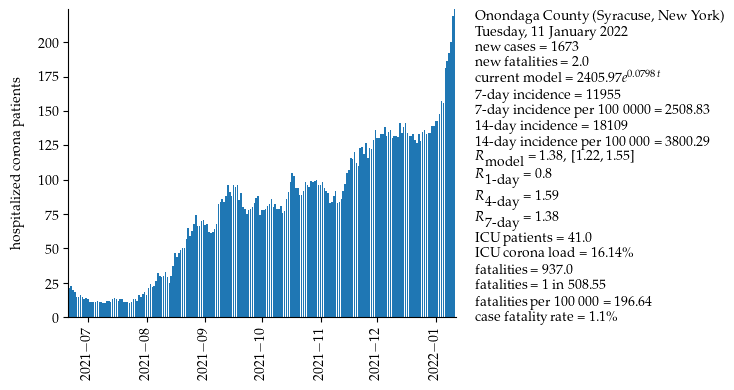 Onondaga County (Syracuse, New York)
Tuesday, 11 January 2022
new cases = 1673
new fatalities = 2.0
current model = 2405.97e^0.0798 t
7-day incidence = 11955
7-day incidence per 100 0000 = 2508.83
14-day incidence = 18109
14-day incidence per 100 000 = 3800.29
R model = 1.38, [1.22, 1.55]
R 1-day = 0.8
R 4-day = 1.59
R 7-day = 1.38
ICU patients = 41.0
ICU corona load = 16.14%
fatalities = 937.0
fatalities = 1 in 508.55
fatalities per 100 000 = 196.64
case fatality rate = 1.1%
hospitalized corona patients
200
175
150
125
100
75
50
25
0
2021−07
2021−08
2021−09
2021−10
2021−11
2021−12
2022−01